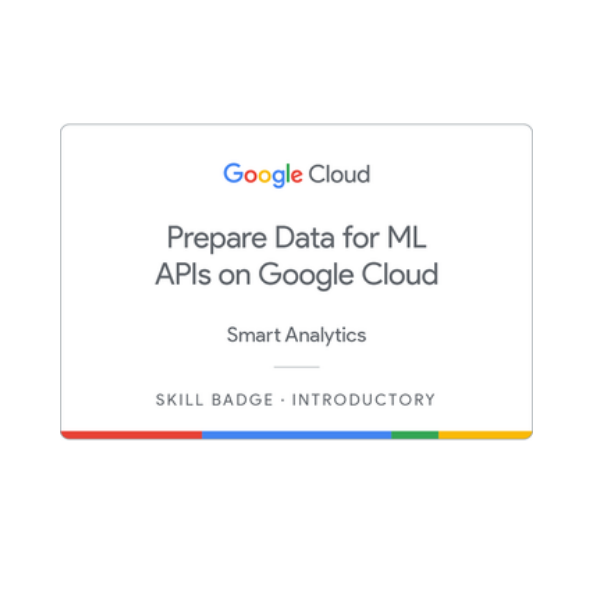 Google Cloud
Prepare Data for ML
APIs on Google Cloud
Smart Analytics
SKILL BADGE · INTRODUCTORY